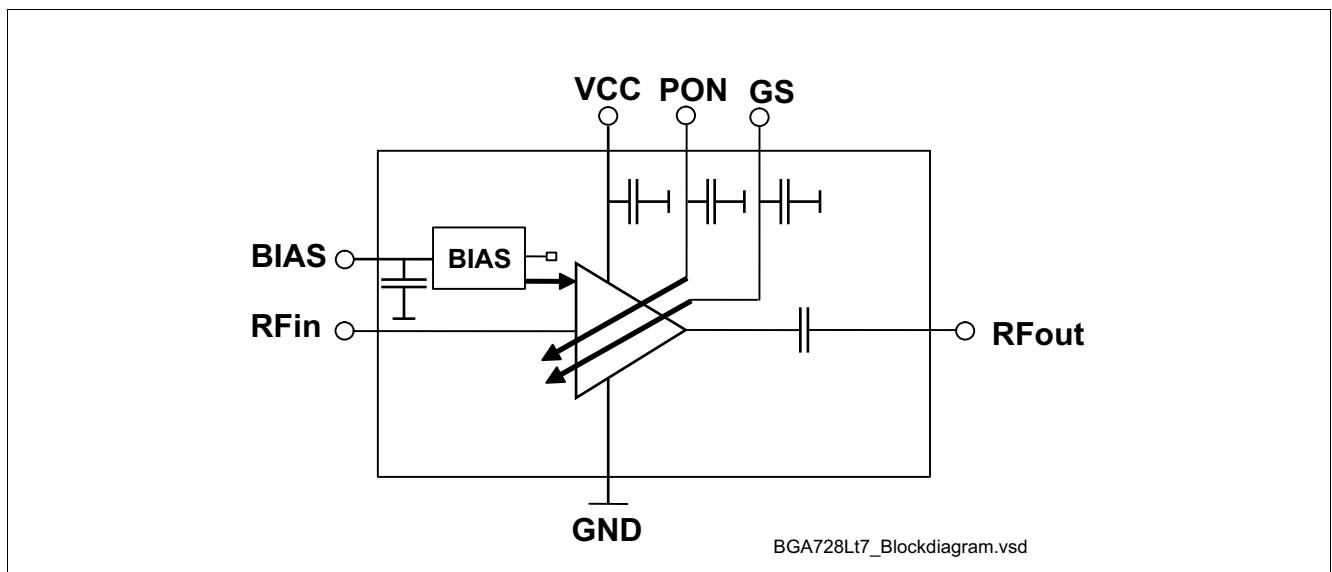 VCC PON GS
BIAS
BIAS
RFin
RFout
GND
BGA728Lt7_Blockdiagram.vsd